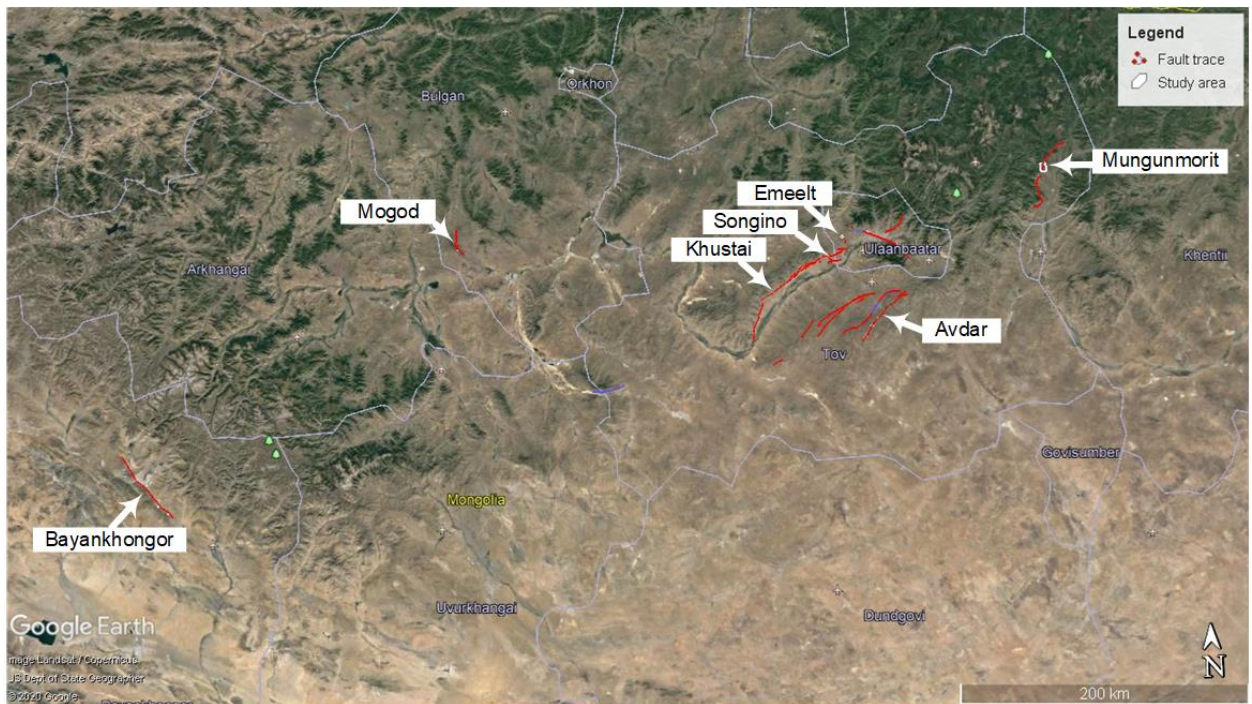 Legend
Fault trace
Study area
Orkhon
Bulgan
Mungunmorit
Emeelt
Mogod
Songino
Khustai
Ulaanbaatar
Khentii
Arkhangai
Avdar
Tov
Govisumber
Mongolia
Bayankhongor
Uvurkhangai
Dundgovi
Google Earth
mage Landsat / Copernicus
US Dept of State Geographer
© 2020 Google
N
200 km